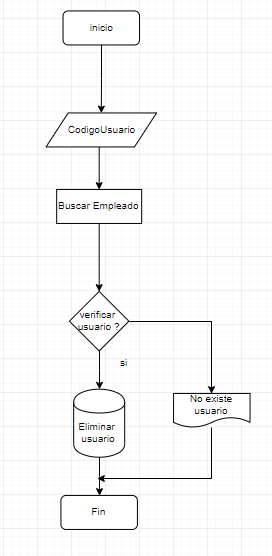 inicio
CodigoUsuario
Buscar Empleado
verificar
usuario ?
si
No existe
usuario
Eliminar
usuario
Fin